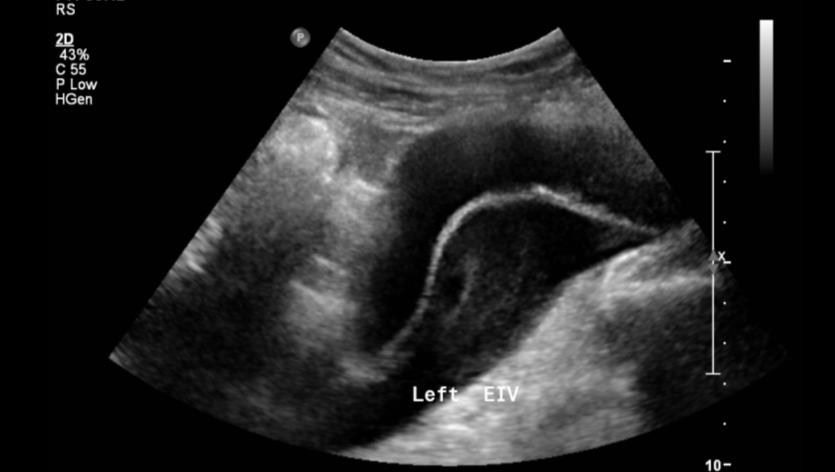 RS
2D
43%
C 55
P Low
HGen
P
X
Left EIV
10